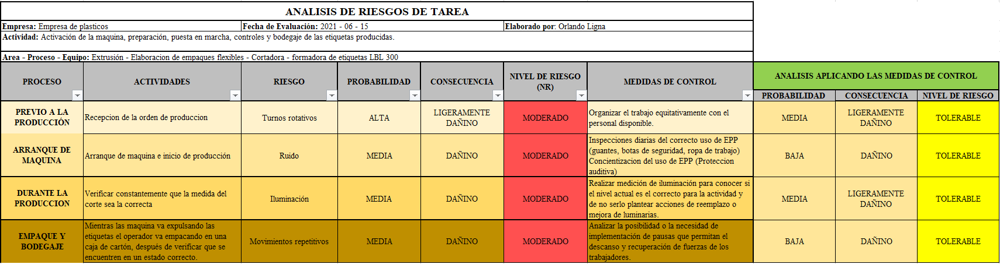 ANALISIS DE RIESGOS DE TAREA
Empresa: Empresa de plasticos
Fecha de Evaluación: 2021 - 06 - 15
Elaborado por: Orlando Ligna
Actividad: Activación de la maquina, preparación, puesta en marcha, controles y bodegaje de las etiquetas producidas.
Area - Proceso - Equipo: Extrusión - Elaboracion de empaques flexibles - Cortadora - formadora de etiquetas LBL 300
PROCESO
ACTIVIDADES
RIESGO
PROBABILIDAD
CONSECUENCIA
NIVEL DE RIESGO
(NR)
MEDIDAS DE CONTROL
ANALISIS APLICANDO LAS MEDIDAS DE CONTROL
PROBABILIDAD
CONSECUENCIA
NIVEL DE RIESGO
PREVIO A LA
PRODUCCIÓN
Recepcion de la orden de produccion
Turnos rotativos
ALTA
LIGERAMENTE
DAÑINO
MODERADO
Organizar el trabajo equitativamente con el
personal disponible.
MEDIA
LIGERAMENTE
DAÑINO
TOLERABLE
ARRANQUE DE
MAQUINA
Arranque de maquina e inicio de producción
Ruido
MEDIA
DAÑINO
MODERADO
Inspecciones diarias del correcto uso de EPP
(guantes, botas de seguridad, ropa de trabajo)
Concientizacion del uso de EPP (Proteccion
auditiva)
BAJA
DAÑINO
TOLERABLE
DURANTE LA
PRODUCCION
Verificar constantemente que la medida del
corte sea la correcta
Iluminación
MEDIA
DAÑINO
MODERADO
Realizar medición de iluminación para conocer si
el nivel actual es el correcto para la actividad y
de no serlo plantear acciones de reemplazo o
mejora de luminarias.
MEDIA
LIGERAMENTE
DAÑINO
TOLERABLE
EMPAQUE Y
BODEGAJE
Mientras las maquina va expulsando las
etiquetas el operador va empacando en una
caja de cartón, después de verificar que se
encuentren en un estado correcto.
Movimientos repetitivos
MEDIA
DAÑINO
MODERADO
Analizar la posibilidad o la necesidad de
implementación de pausas que permitan el
descanso y recuperación de fuerzas de los
trabajadores.
BAJA
DAÑINO
TOLERABLE